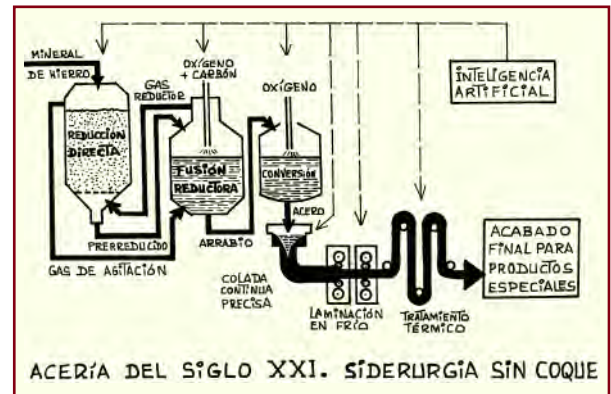 MINERAL
DE HIERRO
OXÍGENO
+ CARBÓN
GAS
REDUCTOR
OXÍGENO
INTELIGENCIA
ARTIFICIAL
REDUCCION
DIRECTA
FUSIÓN
REDUCTORA
CONVERSIÓN
ACERO
PRERREDUCIDO
ARRABIO
GAS DE AGITACIÓN
COLADA
CONTINUA
PRECISA
LAMINACIÓN
EN FRÍO
TRATAMIENTO
TÉRMICO
ACABADO
FINAL PARA
PRODUCTOS
ESPECIALES
ACERÍA DEL SIGLO XXI. SIDERURGIA SIN COQUE